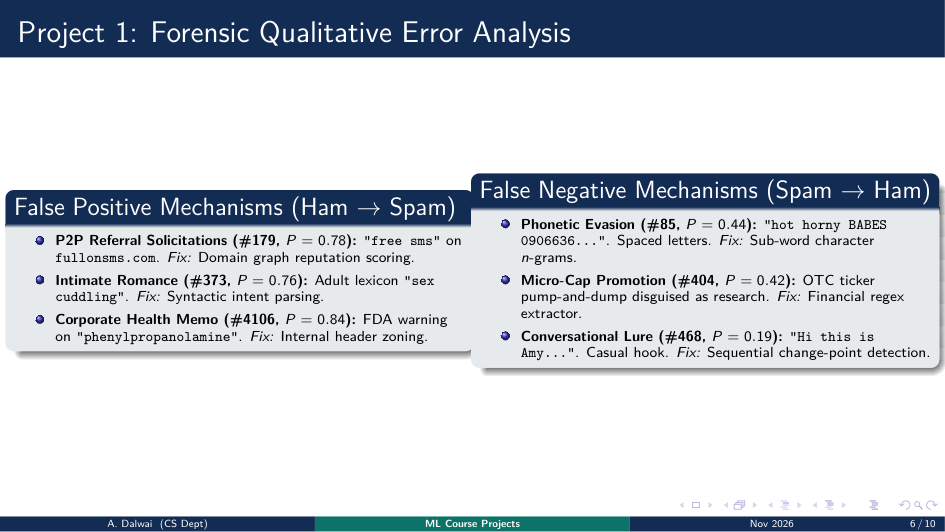 Project 1: Forensic Qualitative Error Analysis
False Positive Mechanisms (Ham → Spam)
P2P Referral Solicitations (#179, P = 0.78): "free sms" on
fullonsms.com. Fix: Domain graph reputation scoring.
Intimate Romance (#373, P = 0.76): Adult lexicon "sex
cuddling". Fix: Syntactic intent parsing.
Corporate Health Memo (#4106, P = 0.84): FDA warning
on "phenylpropanolamine". Fix: Internal header zoning.
False Negative Mechanisms (Spam → Ham)
Phonetic Evasion (#85, P = 0.44): "hot horny BABES
0906636...". Spaced letters. Fix: Sub-word character
n-grams.
Micro-Cap Promotion (#404, P = 0.42): OTC ticker
pump-and-dump disguised as research. Fix: Financial regex
extractor.
Conversational Lure (#468, P = 0.19): "Hi this is
Amy...". Casual hook. Fix: Sequential change-point detection.
A. Dalwai (CS Dept)
ML Course Projects
Nov 2026
6 / 10